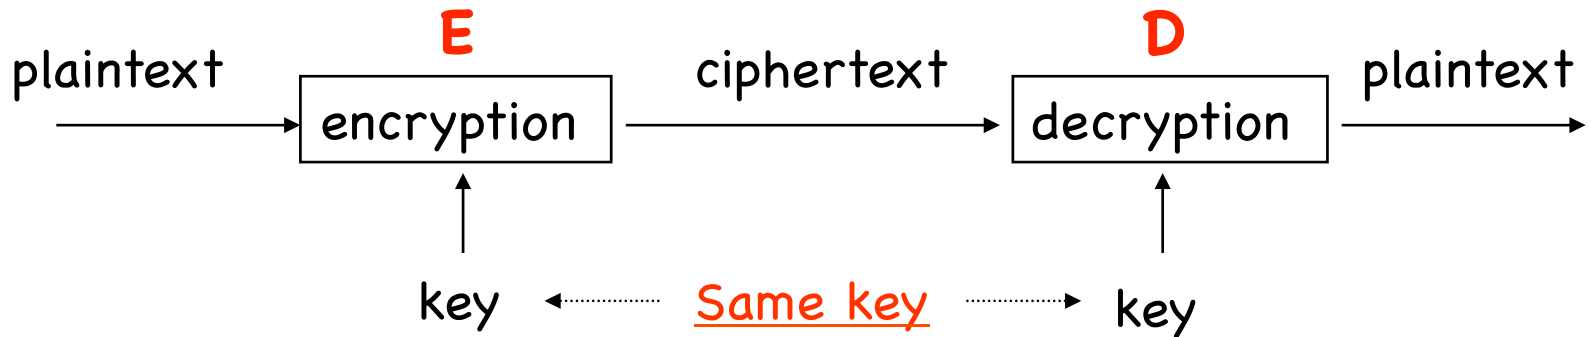 E
D
plaintext
ciphertext
plaintext
encryption
decryption
key
Same key
key